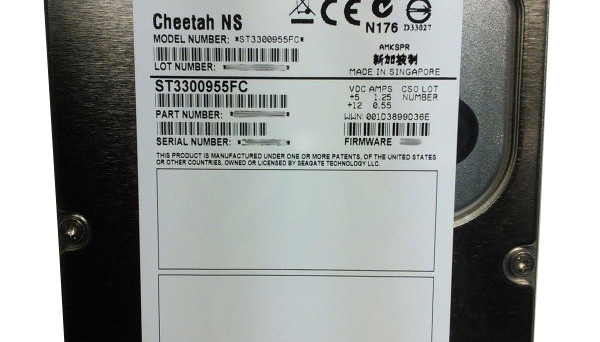 Cheetah NS
MODEL NUMBER: *ST3300955FC*
LOT NUMBER:
ST3300955FC
PART NUMBER:
SERIAL NUMBER:
N176 D33027
AMKSPR
新加坡制
MADE IN SINGAPORE
VDC AMPS CSO LOT
+5 1.25 NUMBER
+12 0.55
WWN 001D3899D36E
FIRMWARE
THIS PRODUCT IS MANUFACTURED UNDER ONE OR MORE PATENTS, OF THE UNITED STATES
OR OTHER COUNTRIES, OWNED OR LICENSED BY SEAGATE TECHNOLOGY LLC.